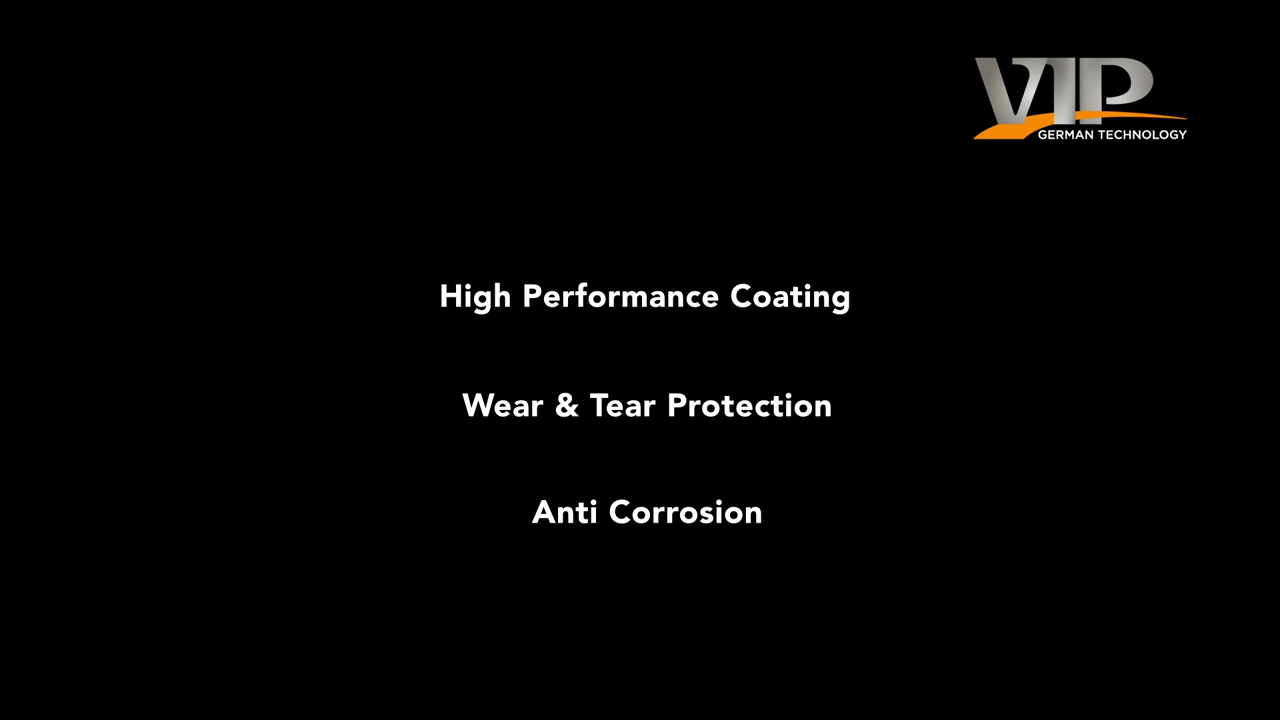 VIP
GERMAN TECHNOLOGY
High Performance Coating
Wear & Tear Protection
Anti Corrosion